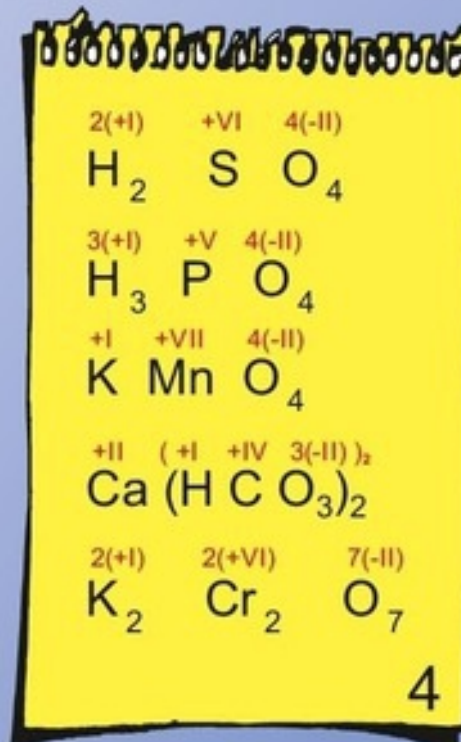 2(+I) +VI 4(-II)
H₂ S O₄
3(+I) +V 4(-II)
H₃ P O₄
+I +VII 4(-II)
K Mn O₄
+II ( +I +IV 3(-II) )₂
Ca (H C O₃)₂
2(+I) 2(+VI) 7(-II)
K₂ Cr₂ O₇
4